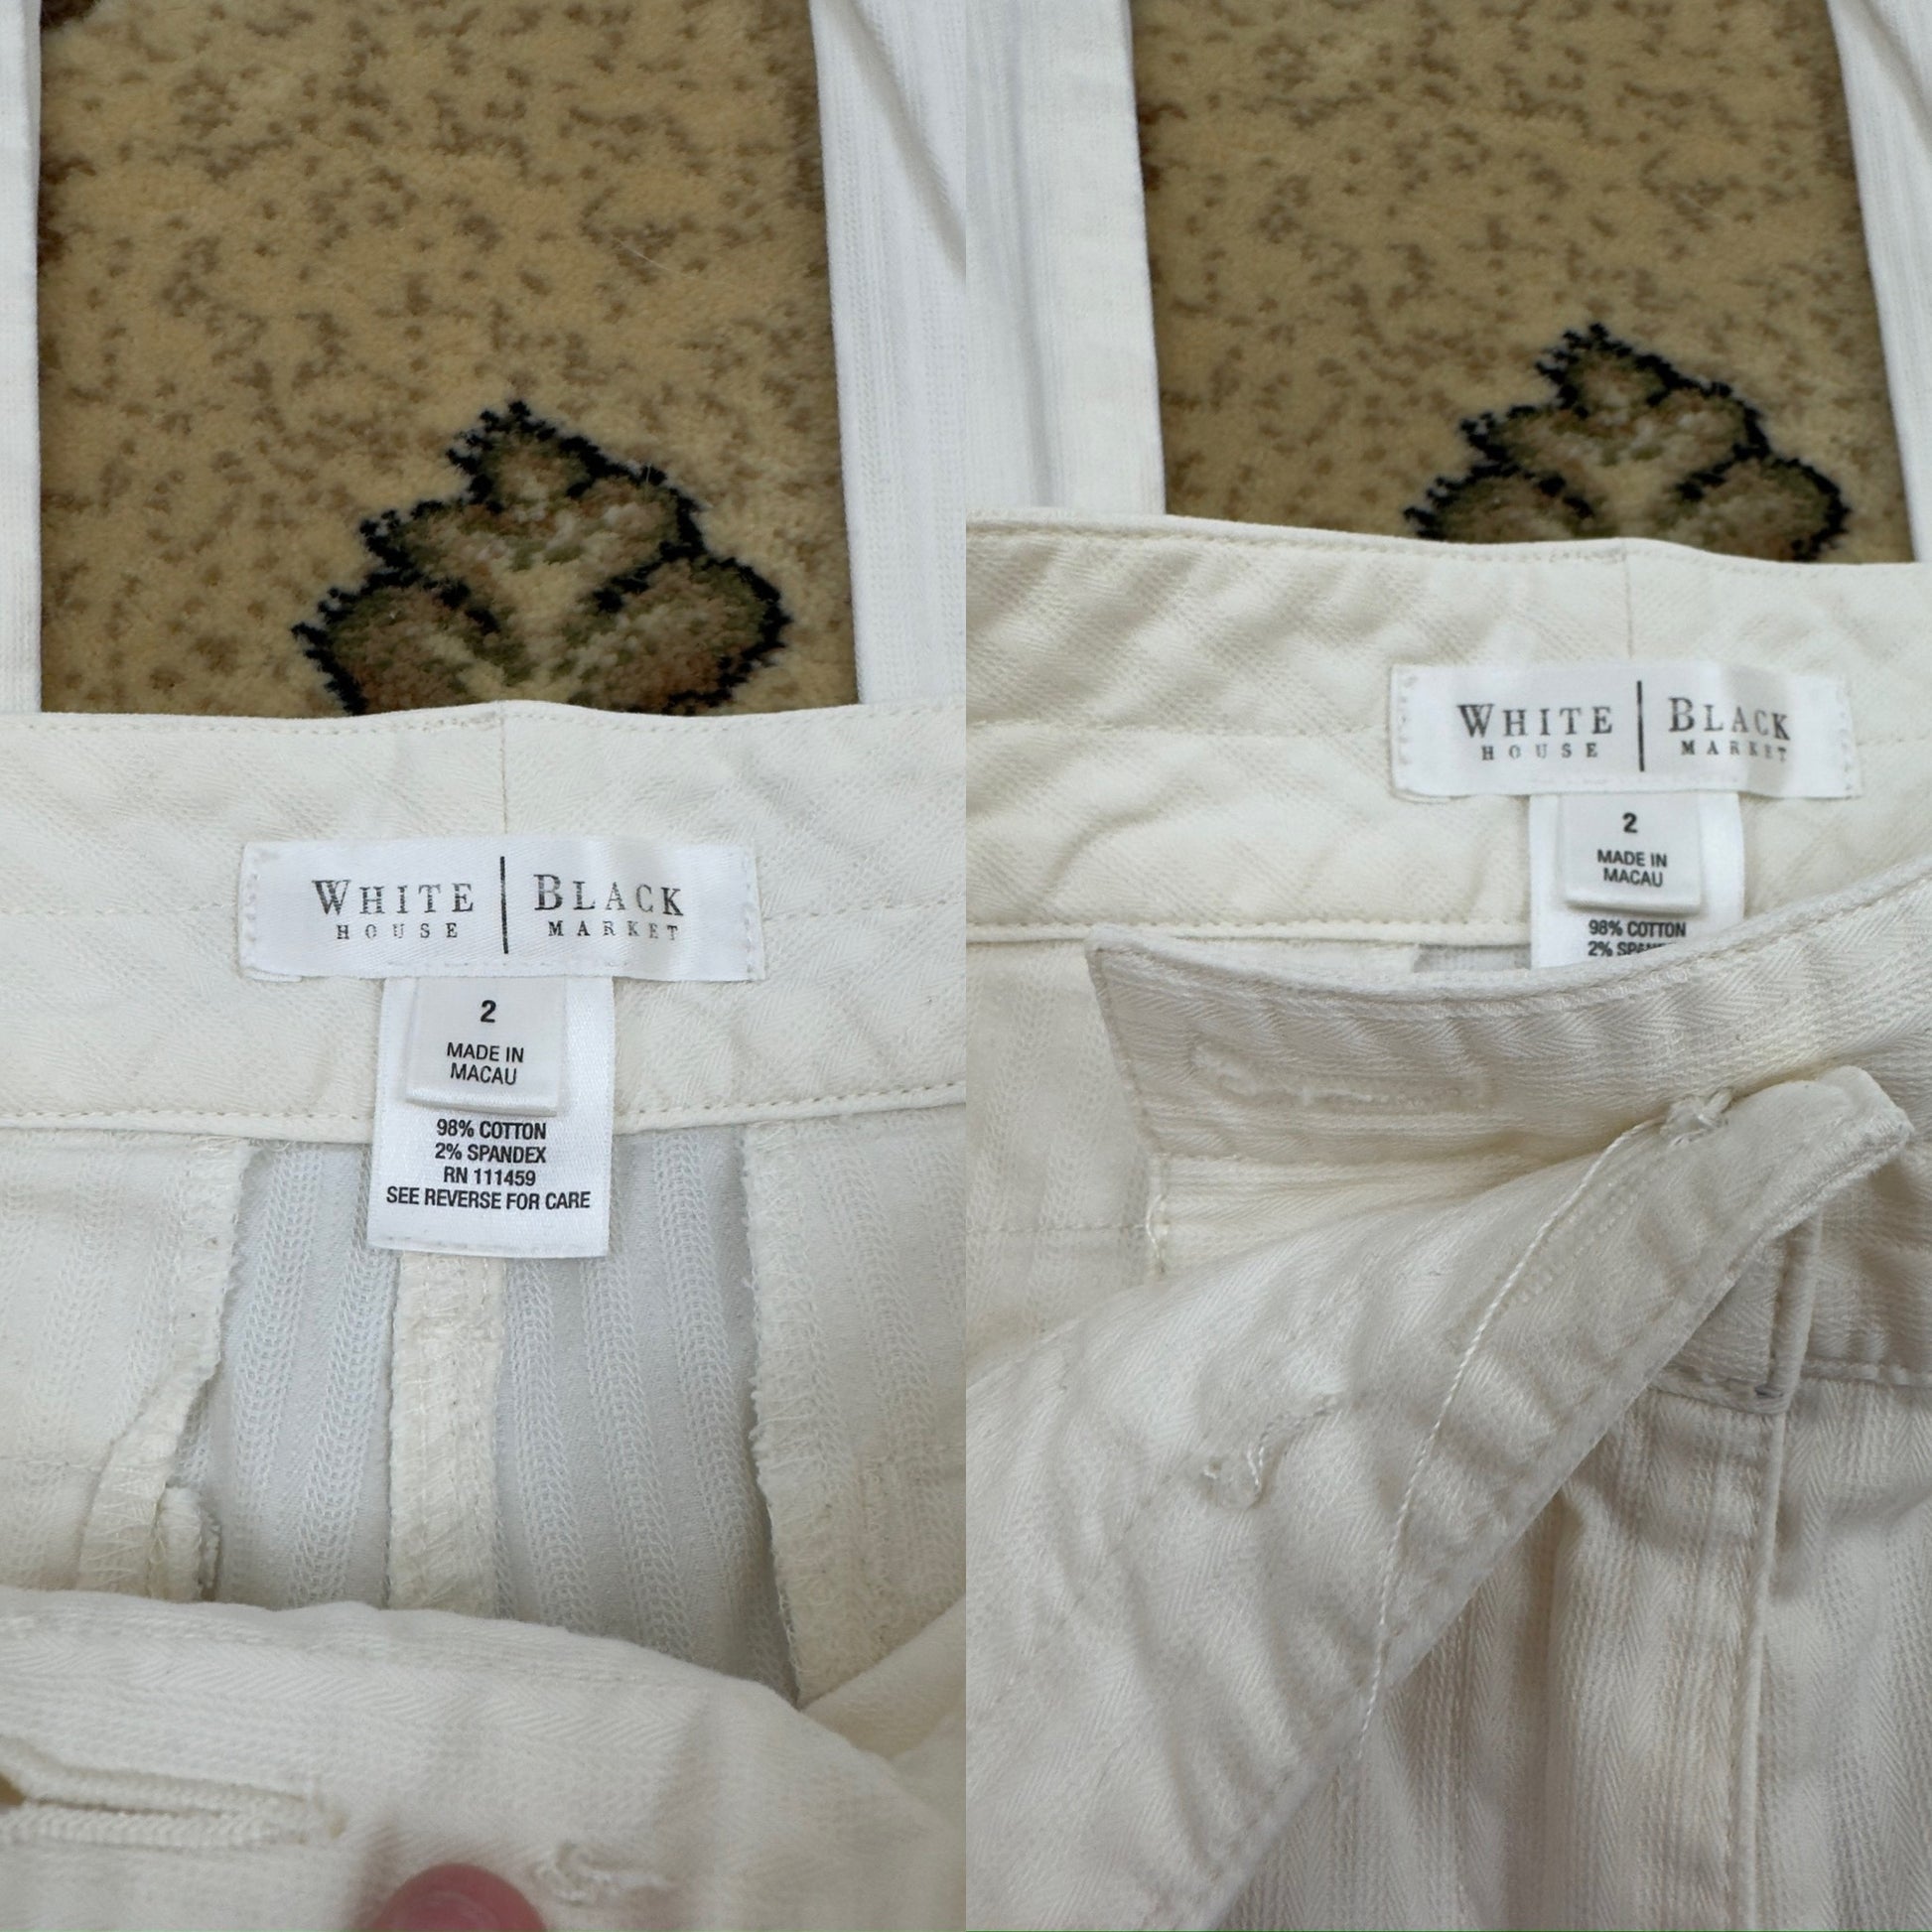 WHITE | BLACK
HOUSE MARKET
2
MADE IN
MACAU
98% COTTON
2% SPANDEX
RN 111459
SEE REVERSE FOR CARE
WHITE | BLACK
HOUSE MARKET
2
MADE IN
MACAU
98% COTTON